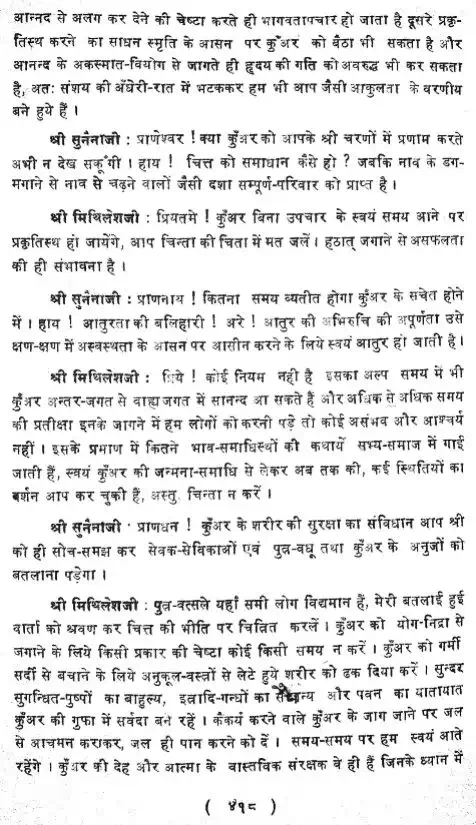 आनन्द से अलग कर देने की चेष्टा करते ही भागवतापचार हो जाता है दूसरे प्रकृ-
तिस्थ करने का साधन स्मृति के आसन पर कुँअर को बैठा भी सकता है और
आनन्द के अकस्मात-वियोग से जागते ही हृदय की गति को अवरुद्ध भी कर सकता
है, अतः संशय की अँधेरी-रात में भटककर हम भी आप जैसी आकुलता के वरणीय
बने हुये हैं ।
श्री सुनैनाजी : प्राणेश्वर ! क्या कुँअर को आपके श्री चरणों में प्रणाम करते
अभी न देख सकूँगी । हाय ! चित्त को समाधान कैसे हो ? जबकि नाव के डग-
मगाने से नाव से चढ़ने वालों जैसी दशा सम्पूर्ण-परिवार को प्राप्त है ।
श्री मिथिलेशजी : प्रियतमे ! कुँअर बिना उपचार के स्वयं समय आने पर
प्रकृतिस्थ हो जायेंगे, आप चिन्ता की चिता में मत जलें । हठात् जगाने से असफलता
की ही संभावना है ।
श्री सुनैनाजी : प्राणनाथ ! कितना समय व्यतीत होगा कुँअर के सचेत होने
में । हाय ! आतुरता की बलिहारी ! अरे ! आतुर की अभिरुचि की अपूर्णता उसे
क्षण-क्षण में अस्वस्थता के आसन पर आसीन करने के लिये स्वयं आतुर हो जाती है ।
श्री मिथिलेशजी : प्रिये ! कोई नियम नहीं है इसका अल्प समय में भी
कुँअर अन्तर-जगत से वाह्य जगत में सानन्द आ सकते हैं और अधिक से अधिक समय
की प्रतीक्षा इनके जागने में हम लोगों को करनी पड़े तो कोई असंभव और आश्चर्य
नहीं । इसके प्रमाण में कितने भाव-समाधिस्थों की कथायें सभ्य-समाज में गाई
जाती हैं, स्वयं कुँअर की जन्मना-समाधि से लेकर अब तक की, कई स्थितियों का
दर्शन आप कर चुकी हैं, अस्तु, चिन्ता न करें ।
श्री सुनैनाजी : प्राणधन ! कुँअर के शरीर की सुरक्षा का संविधान आप श्री
को ही सोच-समझ कर सेवक-सेविकाओं एवं पुत्र-वधू तथा कुँअर के अनुजों को
बतलाना पड़ेगा ।
श्री मिथिलेशजी : पुत्र-वत्सले यहाँ सभी लोग विद्यमान हैं, मेरी बतलाई हुई
वार्ता को श्रवण कर चित्त की भीति पर चित्रित करलें । कुँअर को योग-निद्रा से
जगाने के लिये किसी प्रकार की चेष्टा कोई किसी समय न करें । कुँअर को गर्मी
सर्दी से बचाने के लिये अनुकूल-वस्त्रों से लेटे हुये शरीर को ढक दिया करें । सुन्दर
सुगन्धित-पुष्पों का बाहुल्य, इत्रादि-गन्धों का और पवन का यातायात
कुँअर की गुफा में सर्वदा बने रहें । कैंकर्य करने वाले कुँअर के जाग जाने पर जल
से आचमन कराकर, जल ही पान करने को दें । समय-समय पर हम स्वयं आते
रहेंगे । कुँअर की देह और आत्मा के वास्तविक संरक्षक वे ही हैं जिनके ध्यान में
( ४१८ )